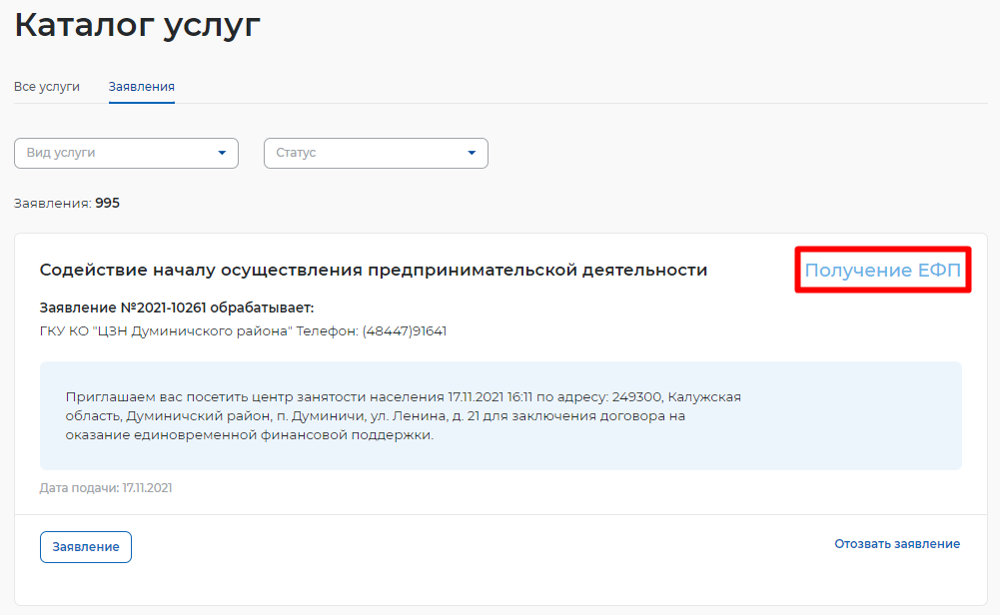 Каталог услуг
Все услуги Заявления
Вид услуги Статус
Заявления: 995
Содействие началу осуществления предпринимательской деятельности Получение ЕФП
Заявление №2021-10261 обрабатывает:
ГКУ КО "ЦЗН Думиничского района" Телефон: (48447)91641
Приглашаем вас посетить центр занятости населения 17.11.2021 16:11 по адресу: 249300, Калужская
область, Думиничский район, п. Думиничи, ул. Ленина, д. 21 для заключения договора на
оказание единовременной финансовой поддержки.
Дата подачи: 17.11.2021
Заявление Отозвать заявление